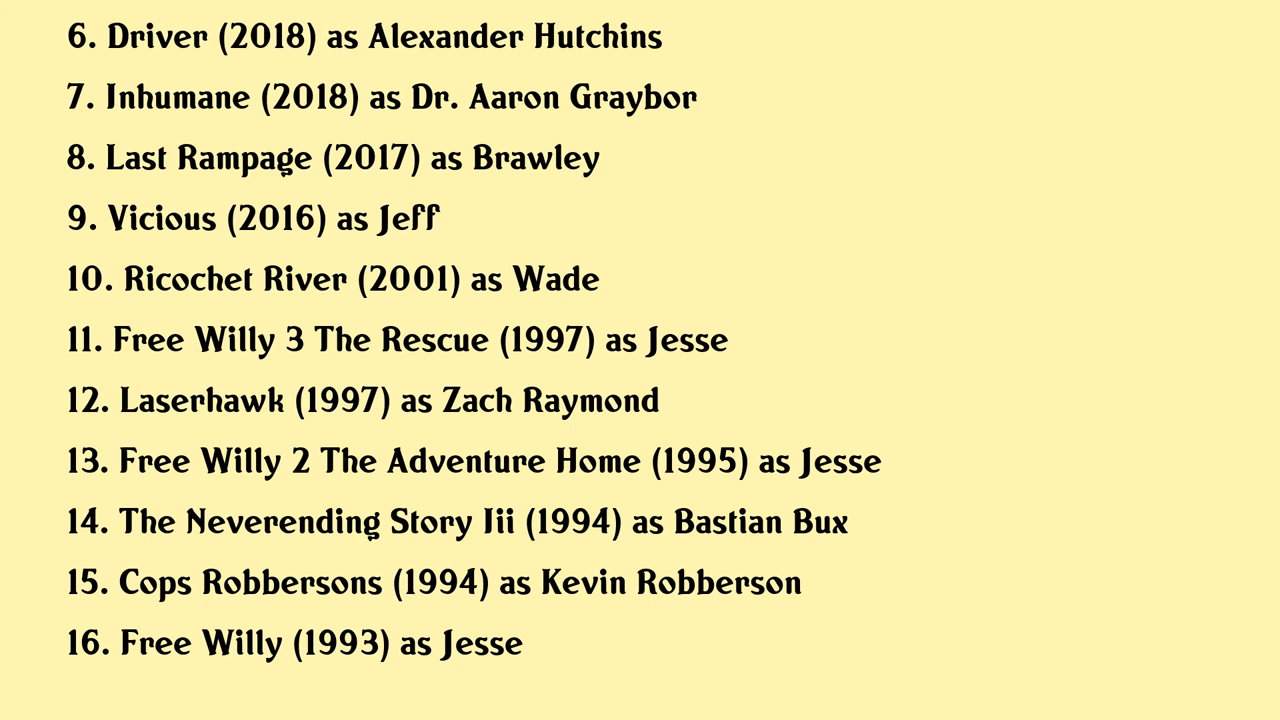 6. Driver (2018) as Alexander Hutchins
7. Inhumane (2018) as Dr. Aaron Graybor
8. Last Rampage (2017) as Brawley
9. Vicious (2016) as Jeff
10. Ricochet River (2001) as Wade
11. Free Willy 3 The Rescue (1997) as Jesse
12. Laserhawk (1997) as Zach Raymond
13. Free Willy 2 The Adventure Home (1995) as Jesse
14. The Neverending Story Iii (1994) as Bastian Bux
15. Cops Robbersons (1994) as Kevin Robberson
16. Free Willy (1993) as Jesse